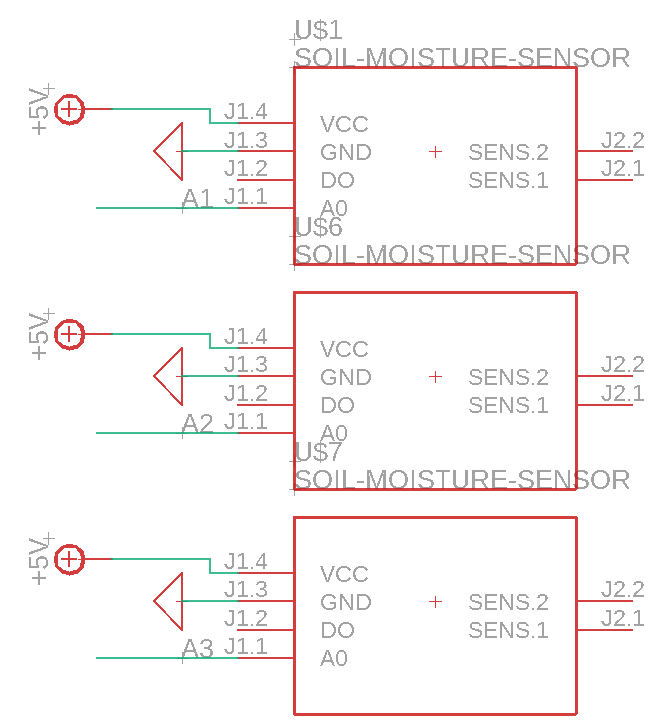 U$1
SOIL-MOISTURE-SENSOR
+5V
J1.4 VCC
J1.3 GND SENS.2 J2.2
J1.2 DO SENS.1 J2.1
A1 J1.1 A0
U$6
SOIL-MOISTURE-SENSOR
+5V
J1.4 VCC
J1.3 GND SENS.2 J2.2
J1.2 DO SENS.1 J2.1
A2 J1.1 A0
U$7
SOIL-MOISTURE-SENSOR
+5V
J1.4 VCC
J1.3 GND SENS.2 J2.2
J1.2 DO SENS.1 J2.1
A3 J1.1 A0